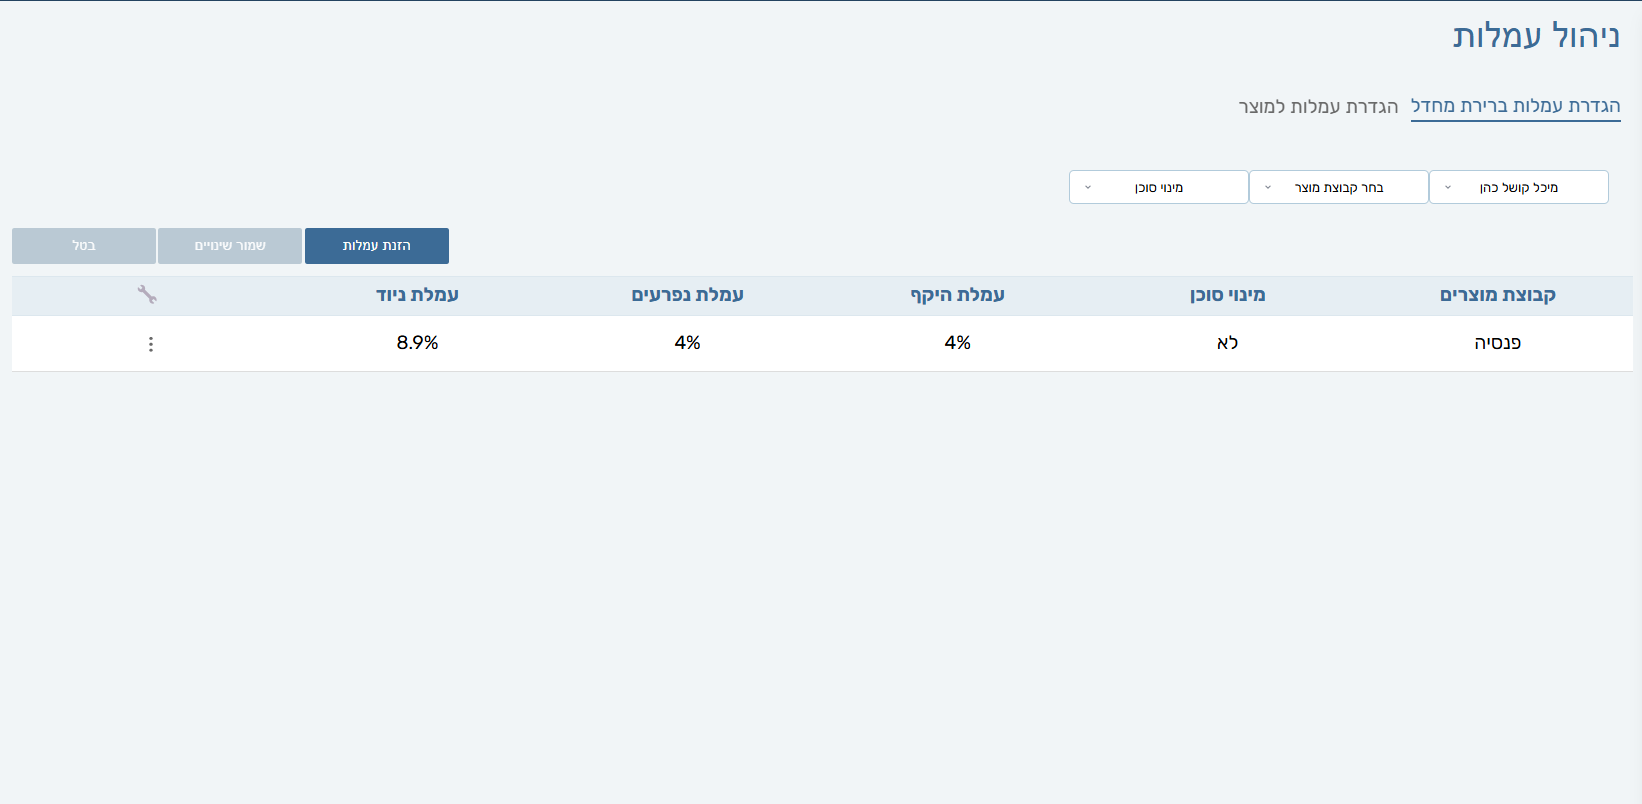 ניהול עמלות
הגדרת עמלות ברירת מחדל הגדרת עמלות למוצר
מיכל קושל כהן בחר קבוצת מוצר מינוי סוכן
הזנת עמלות שמור שינויים בטל
קבוצת מוצרים מינוי סוכן עמלת היקף עמלת נפרעים עמלת ניוד
פנסיה לא 4% 4% 8.9%